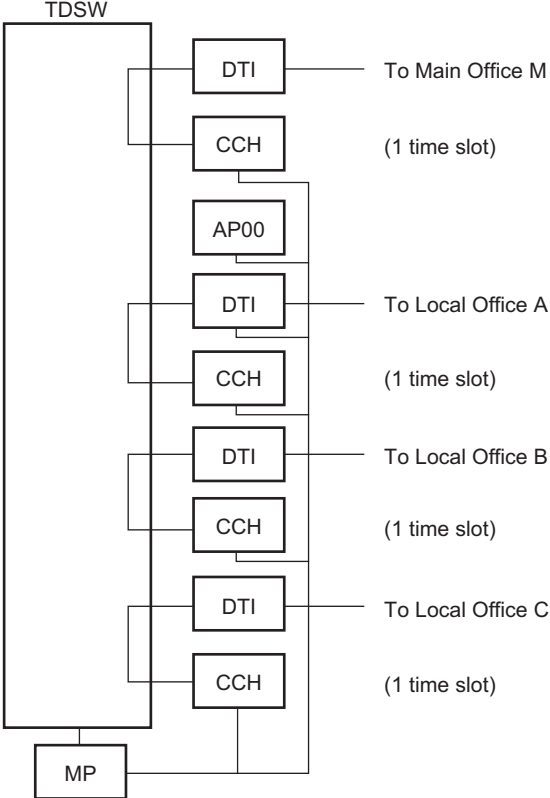 TDSW
DTI To Main Office M
CCH (1 time slot)
AP00
DTI To Local Office A
CCH (1 time slot)
DTI To Local Office B
CCH (1 time slot)
DTI To Local Office C
CCH (1 time slot)
MP